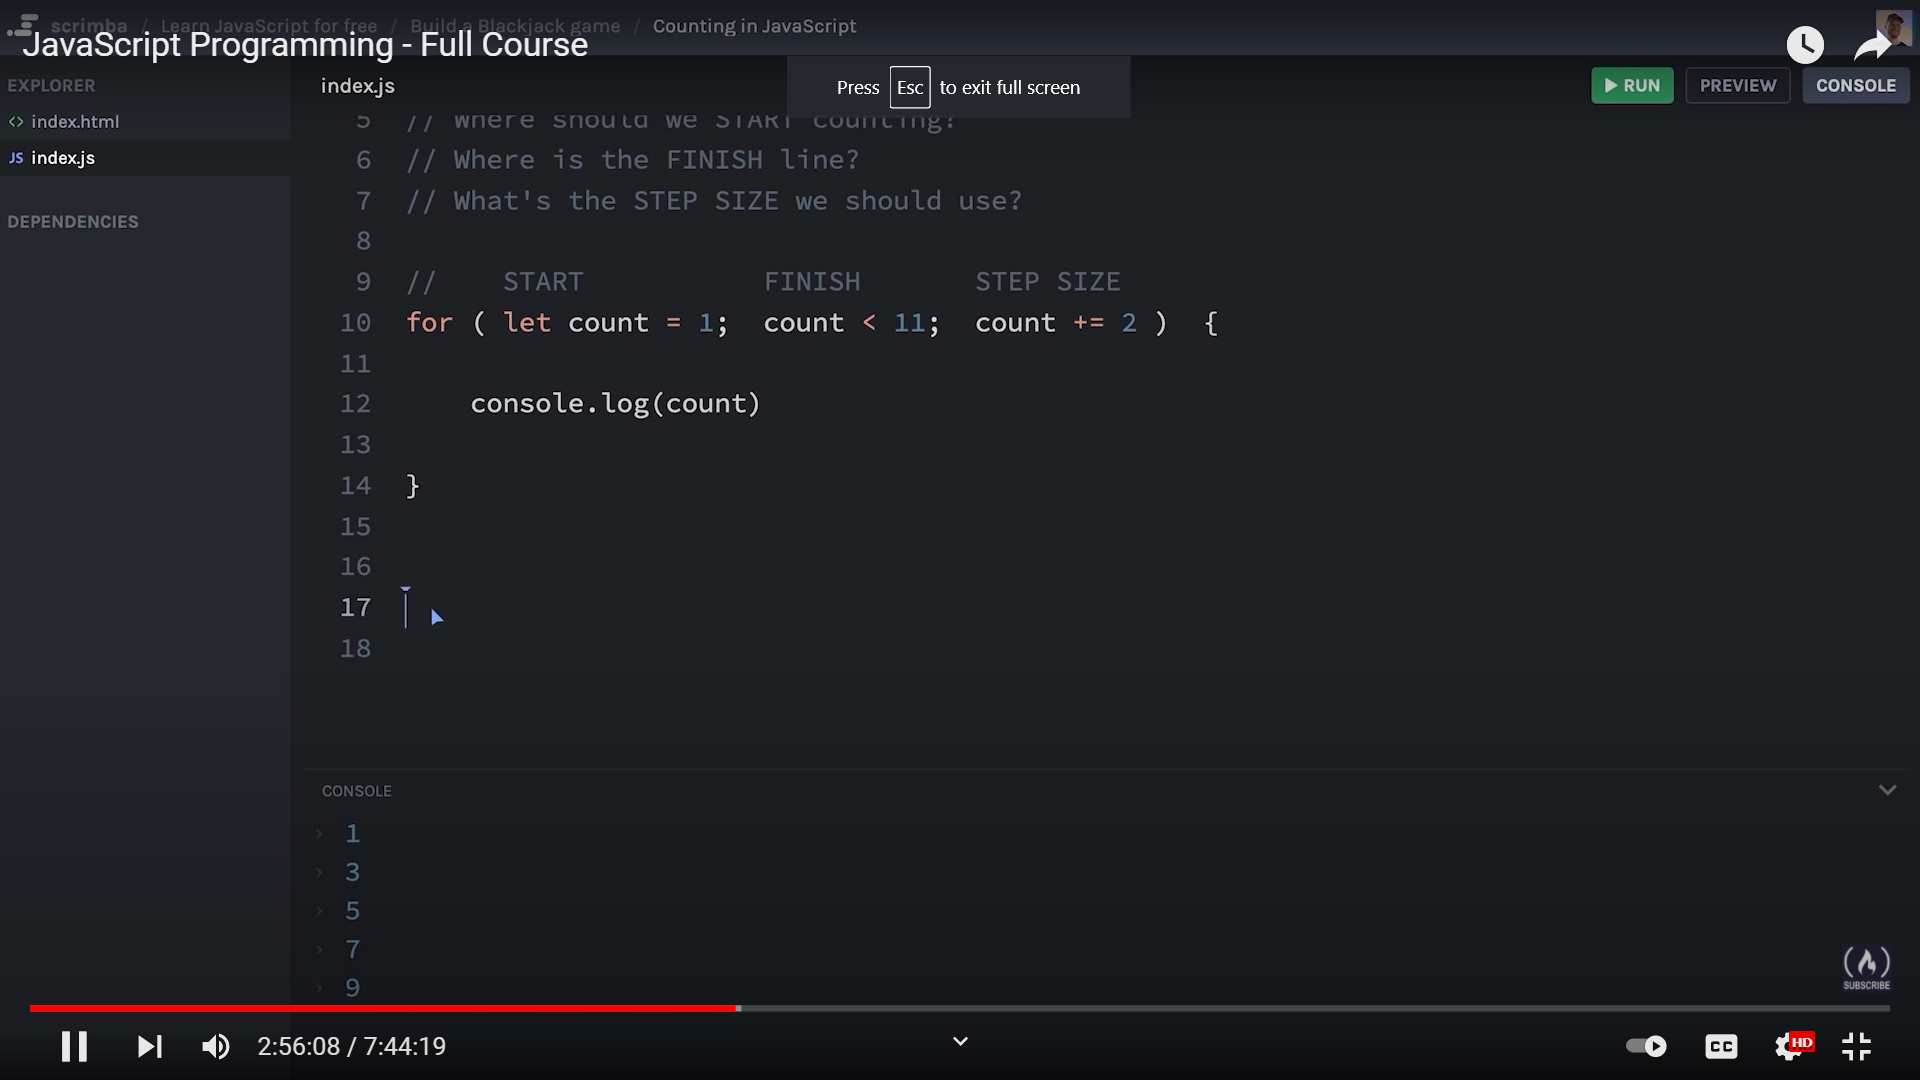 scrimba / Learn JavaScript for free / Build a Blackjack game / Counting in JavaScript
JavaScript Programming - Full Course
EXPLORER
index.js
Press Esc to exit full screen
RUN
PREVIEW
CONSOLE
<> index.html
JS index.js
DEPENDENCIES
5 // Where should we START counting?
6 // Where is the FINISH line?
7 // What's the STEP SIZE we should use?
8
9 // START FINISH STEP SIZE
10 for ( let count = 1; count < 11; count += 2 ) {
11
12 console.log(count)
13
14 }
15
16
17
18
CONSOLE
› 1
› 3
› 5
› 7
› 9
SUBSCRIBE
2:56:08 / 7:44:19
CC
HD